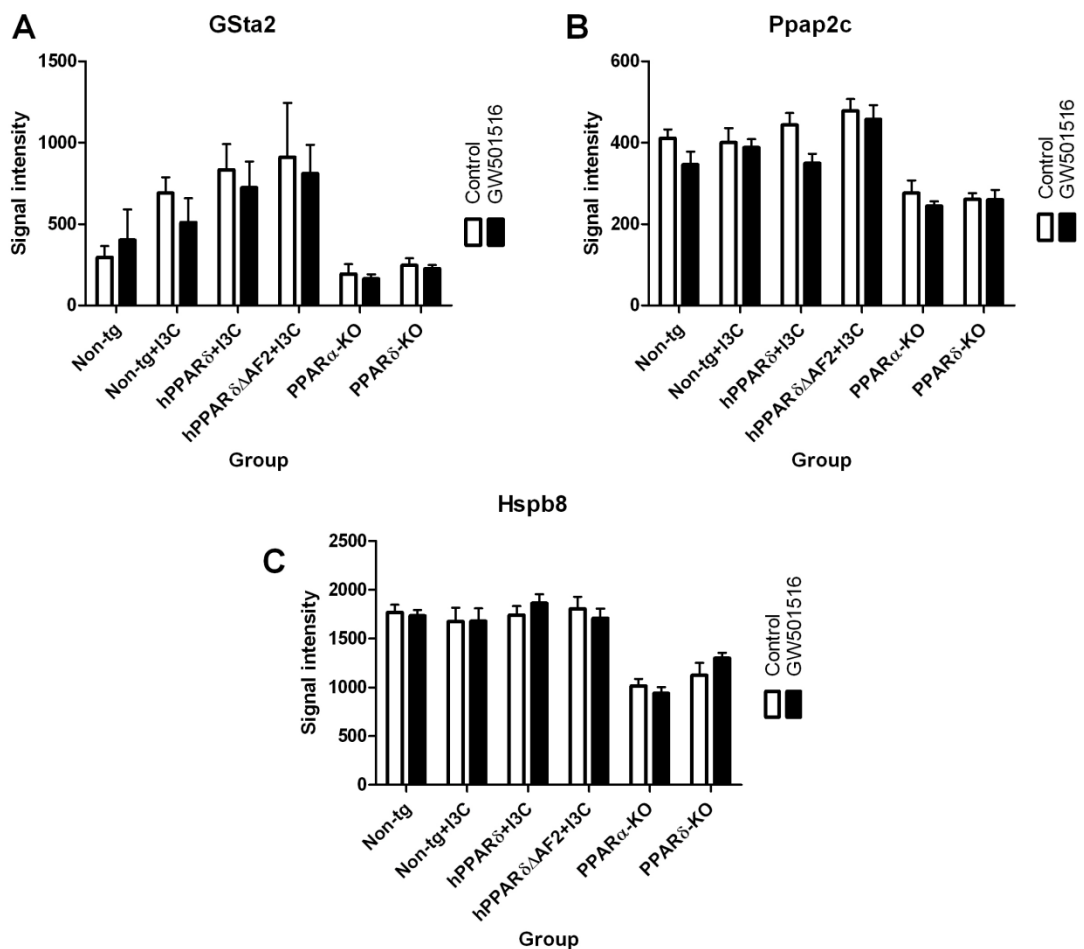 A
GSta2
1500
1000
500
0
Signal intensity
Non-tg
Non-tg+I3C
hPPARδ+I3C
hPPARδΔAF2+I3C
PPARα-KO
PPARδ-KO
Group
Control
GW501516
B
Ppap2c
600
400
200
0
Signal intensity
Non-tg
Non-tg+I3C
hPPARδ+I3C
hPPARδΔAF2+I3C
PPARα-KO
PPARδ-KO
Group
Control
GW501516
C
Hspb8
2500
2000
1500
1000
500
0
Signal intensity
Non-tg
Non-tg+I3C
hPPARδ+I3C
hPPARδΔAF2+I3C
PPARα-KO
PPARδ-KO
Group
Control
GW501516